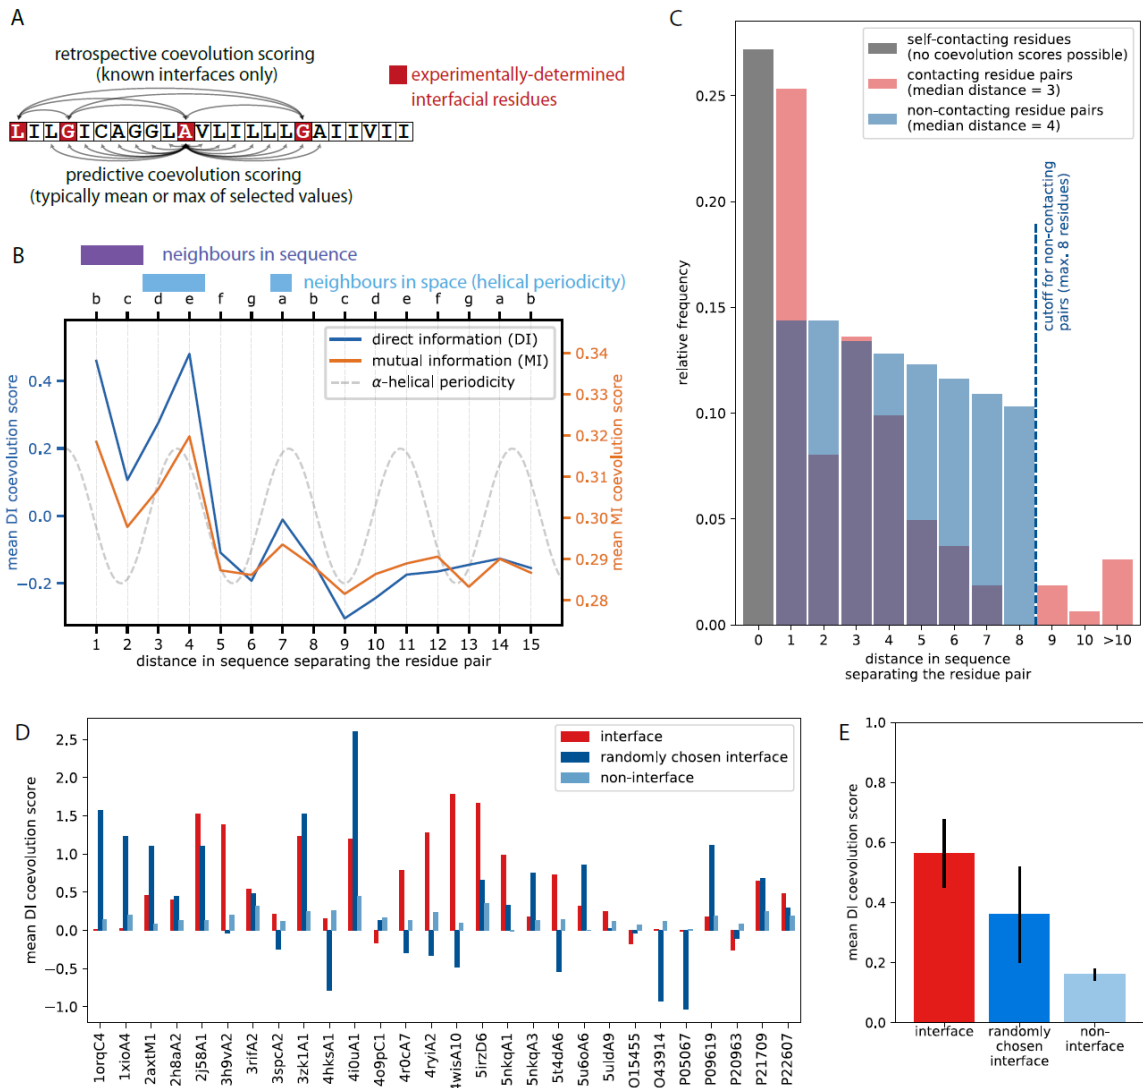 A
retrospective coevolution scoring
(known interfaces only)
experimentally-determined
interfacial residues
LILGICAGGLAVLILLLGAIIVII
predictive coevolution scoring
(typically mean or max of selected values)
B
neighbours in sequence
neighbours in space (helical periodicity)
b c d e f g a b c d e f g a b
direct information (DI)
mutual information (MI)
α-helical periodicity
mean DI coevolution score
0.4
0.2
0.0
−0.2
mean MI coevolution score
0.34
0.33
0.32
0.31
0.30
0.29
0.28
1 2 3 4 5 6 7 8 9 10 11 12 13 14 15
distance in sequence separating the residue pair
C
self-contacting residues
(no coevolution scores possible)
contacting residue pairs
(median distance = 3)
non-contacting residue pairs
(median distance = 4)
cutoff for non-contacting
pairs (max. 8 residues)
relative frequency
0.25
0.20
0.15
0.10
0.05
0.00
0 1 2 3 4 5 6 7 8 9 10 >10
distance in sequence
separating the residue pair
D
interface
randomly chosen interface
non-interface
mean DI coevolution score
2.5
2.0
1.5
1.0
0.5
0.0
−0.5
−1.0
1orqC4
1xioA4
2axtM1
2h8aA2
2j58A1
3h9vA2
3rifA2
3spcA2
3zk1A1
4hksA1
4i0uA1
4o9pC1
4r0cA7
4ryiA2
4wisA10
5irzD6
5nkqA1
5nkqA3
5t4dA6
5u6oA6
5uldA9
O15455
O43914
P05067
P09619
P20963
P21709
P22607
E
mean DI coevolution score
1.0
0.8
0.6
0.4
0.2
0.0
interface
randomly
chosen
interface
non-
interface